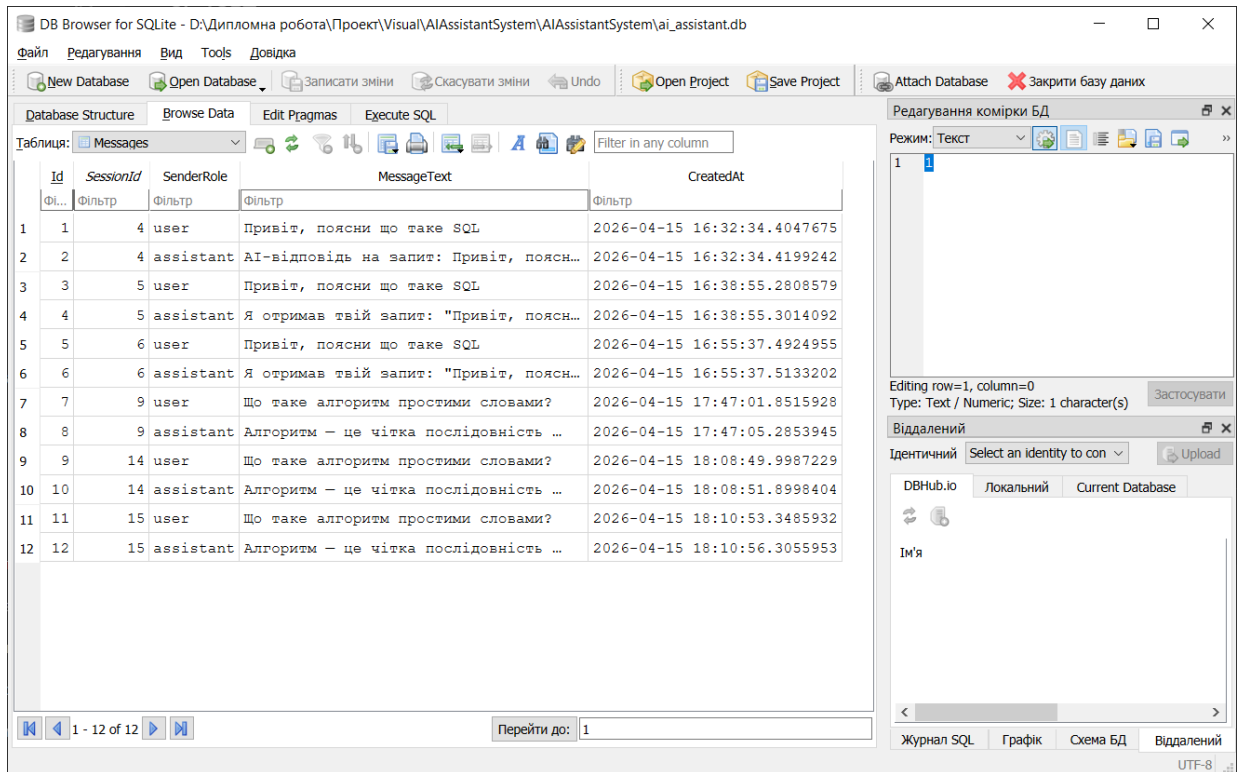 DB Browser for SQLite - D:\Дипломна робота\Проект\Visual\AIAssistantSystem\AIAssistantSystem\ai_assistant.db
Файл Редагування Вид Tools Довідка
New Database Open Database Записати зміни Скасувати зміни Undo Open Project Save Project Attach Database Закрити базу даних
Database Structure Browse Data Edit Pragmas Execute SQL
Таблиця: Messages Filter in any column
Id SessionId SenderRole MessageText CreatedAt
Фі... Фільтр Фільтр Фільтр Фільтр
1 1 4 user Привіт, поясни що таке SQL 2026-04-15 16:32:34.4047675
2 2 4 assistant AI-відповідь на запит: Привіт, поясн… 2026-04-15 16:32:34.4199242
3 3 5 user Привіт, поясни що таке SQL 2026-04-15 16:38:55.2808579
4 4 5 assistant Я отримав твій запит: "Привіт, поясн… 2026-04-15 16:38:55.3014092
5 5 6 user Привіт, поясни що таке SQL 2026-04-15 16:55:37.4924955
6 6 6 assistant Я отримав твій запит: "Привіт, поясн… 2026-04-15 16:55:37.5133202
7 7 9 user Що таке алгоритм простими словами? 2026-04-15 17:47:01.8515928
8 8 9 assistant Алгоритм — це чітка послідовність … 2026-04-15 17:47:05.2853945
9 9 14 user Що таке алгоритм простими словами? 2026-04-15 18:08:49.9987229
10 10 14 assistant Алгоритм — це чітка послідовність … 2026-04-15 18:08:51.8998404
11 11 15 user Що таке алгоритм простими словами? 2026-04-15 18:10:53.3485932
12 12 15 assistant Алгоритм — це чітка послідовність … 2026-04-15 18:10:56.3055953
1 - 12 of 12 Перейти до: 1
Редагування комірки БД
Режим: Текст
1 1
Editing row=1, column=0
Type: Text / Numeric; Size: 1 character(s)
Застосувати
Віддалений
Ідентичний Select an identity to con Upload
DBHub.io Локальний Current Database
Ім'я
Журнал SQL Графік Схема БД Віддалений
UTF-8